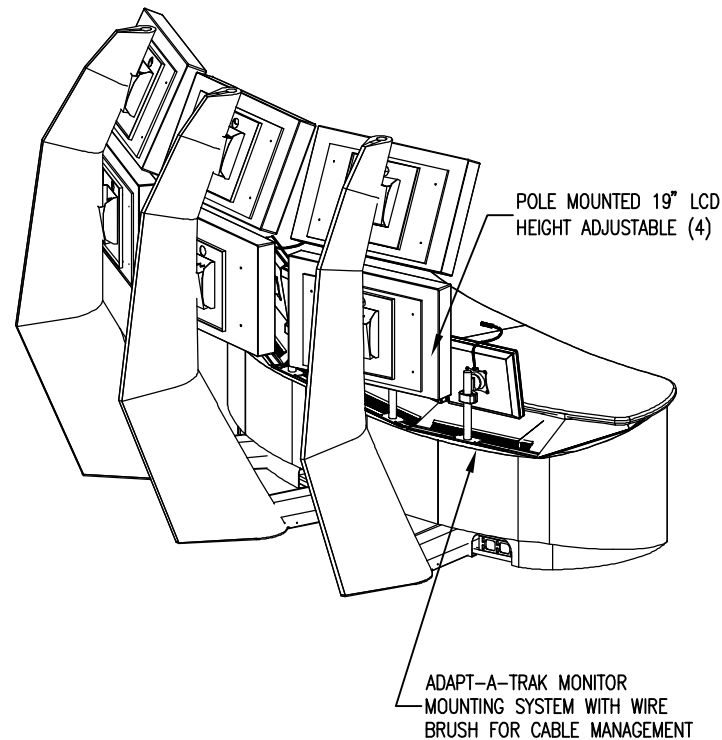 POLE MOUNTED 19" LCD
HEIGHT ADJUSTABLE (4)
ADAPT-A-TRAK MONITOR
MOUNTING SYSTEM WITH WIRE
BRUSH FOR CABLE MANAGEMENT